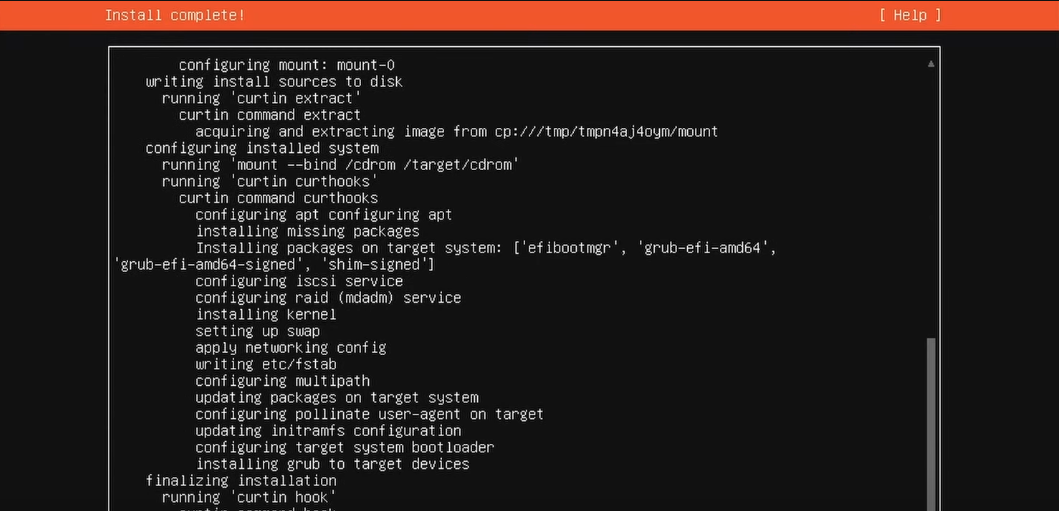 Install complete! [ Help ]
configuring mount: mount-0
writing install sources to disk
running 'curtin extract'
curtin command extract
acquiring and extracting image from cp:///tmp/tmpn4aj4oym/mount
configuring installed system
running 'mount --bind /cdrom /target/cdrom'
running 'curtin curthooks'
curtin command curthooks
configuring apt configuring apt
installing missing packages
Installing packages on target system: ['efibootmgr', 'grub-efi-amd64',
'grub-efi-amd64-signed', 'shim-signed']
configuring iscsi service
configuring raid (mdadm) service
installing kernel
setting up swap
apply networking config
writing etc/fstab
configuring multipath
updating packages on target system
configuring pollinate user-agent on target
updating initramfs configuration
configuring target system bootloader
installing grub to target devices
finalizing installation
running 'curtin hook'
curtin command hook